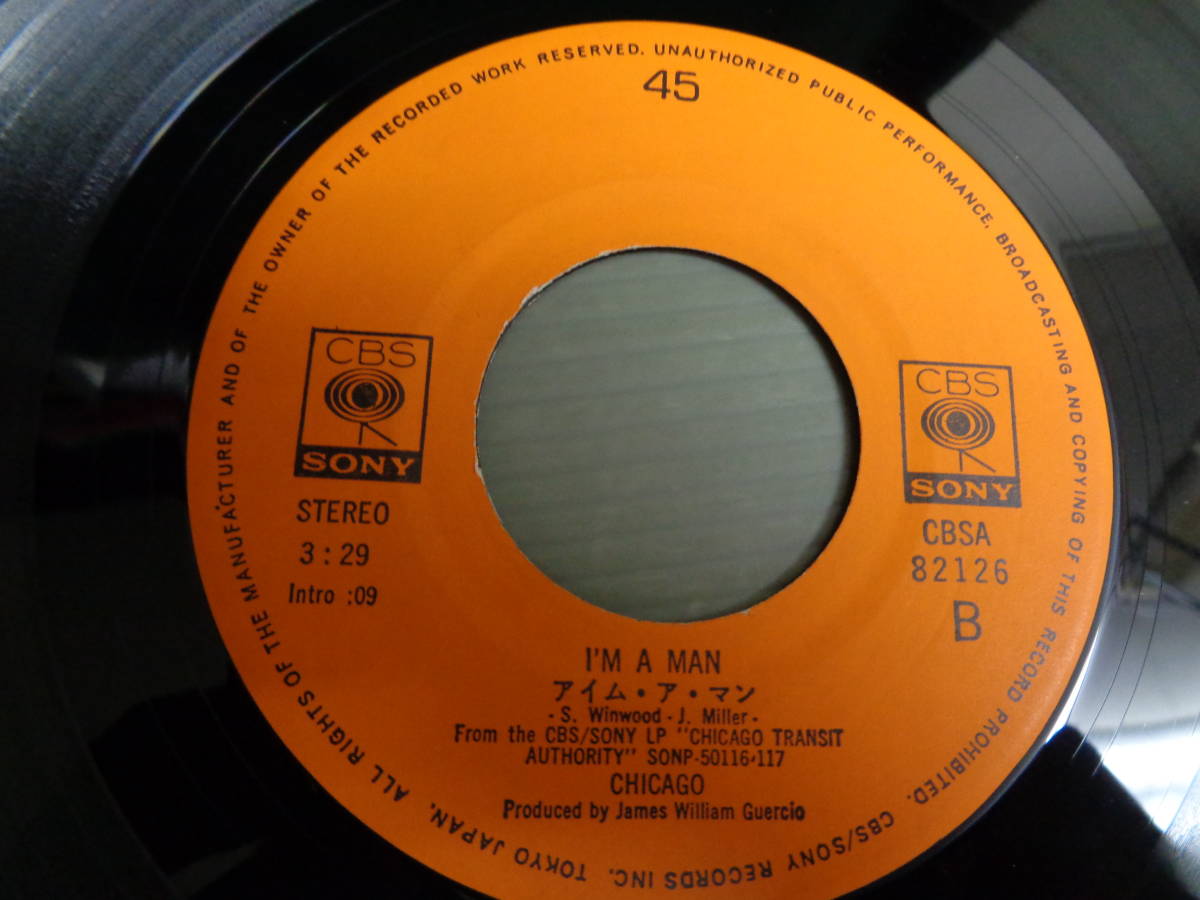 45
ALL RIGHTS OF THE MANUFACTURER AND OF THE OWNER OF THE RECORDED WORK RESERVED. UNAUTHORIZED PUBLIC PERFORMANCE, BROADCASTING AND COPYING OF THIS RECORD PROHIBITED. CBS/SONY RECORDS INC. TOKYO JAPAN.
CBS
SONY
STEREO
3:29
Intro :09
CBS
SONY
CBSA
82126
B
I'M A MAN
アイム・ア・マン
- S. Winwood - J. Miller -
From the CBS/SONY LP "CHICAGO TRANSIT
AUTHORITY" SONP-50116·117
CHICAGO
Produced by James William Guercio